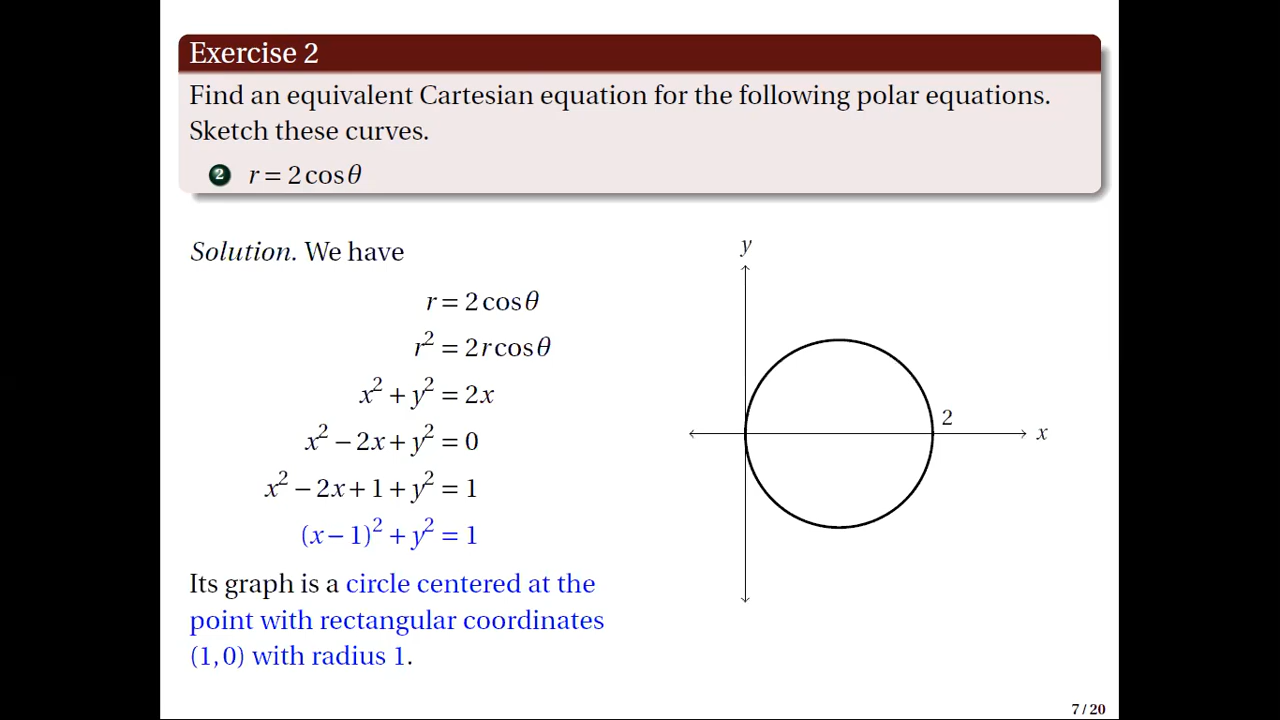 Exercise 2
Find an equivalent Cartesian equation for the following polar equations.
Sketch these curves.
2 r = 2 cos θ
Solution. We have
r = 2 cos θ
r² = 2r cos θ
x² + y² = 2x
x² − 2x + y² = 0
x² − 2x + 1 + y² = 1
(x − 1)² + y² = 1
Its graph is a circle centered at the
point with rectangular coordinates
(1,0) with radius 1.
y
2
x
7 / 20